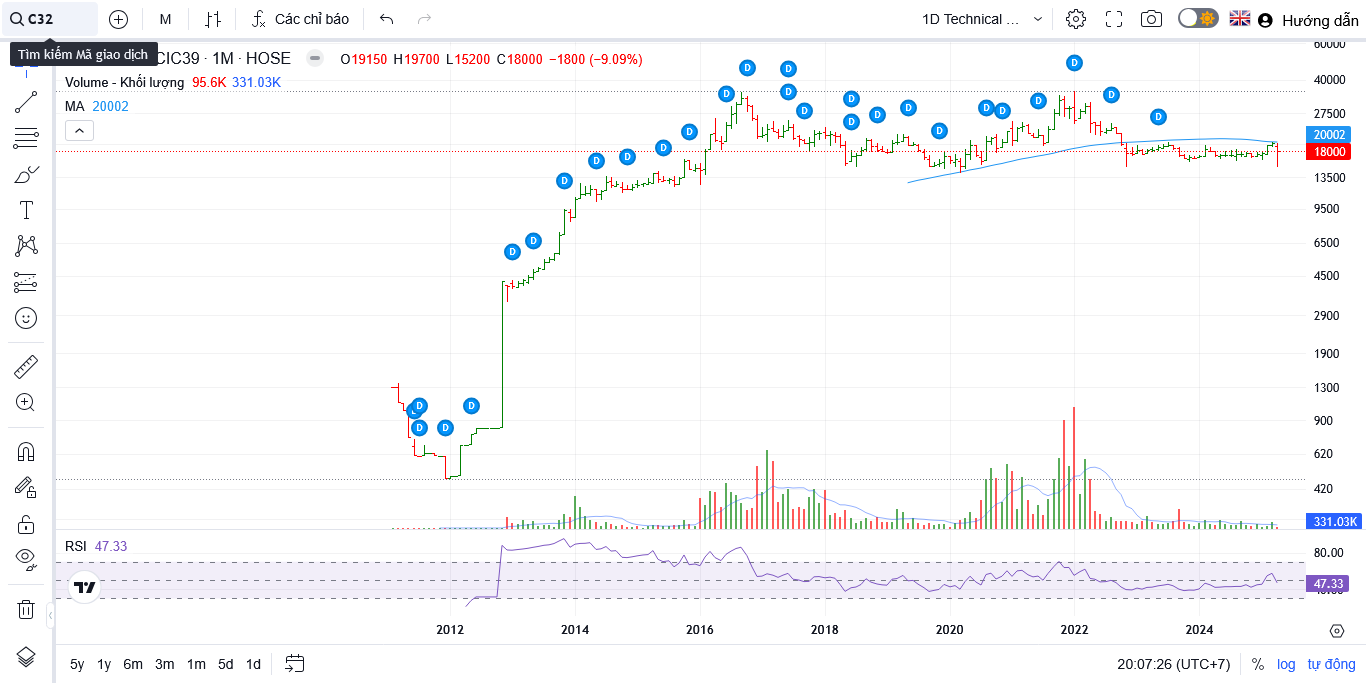 C32
M
Các chỉ báo
1D Technical ...
Hướng dẫn
Tìm kiếm Mã giao dịch
CIC39 · 1M · HOSE
O19150 H19700 L15200 C18000 −1800 (−9.09%)
Volume - Khối lượng 95.6K 331.03K
MA 20002
60000
40000
27500
20002
18000
13500
9500
6500
4500
2900
1900
1300
900
620
420
331.03K
D D D D D D D D D D D D D D D D D D D D D D D D D D D D
RSI 47.33
80.00
47.33
2012 2014 2016 2018 2020 2022 2024
5y 1y 6m 3m 1m 5d 1d
20:07:26 (UTC+7) % log tự động